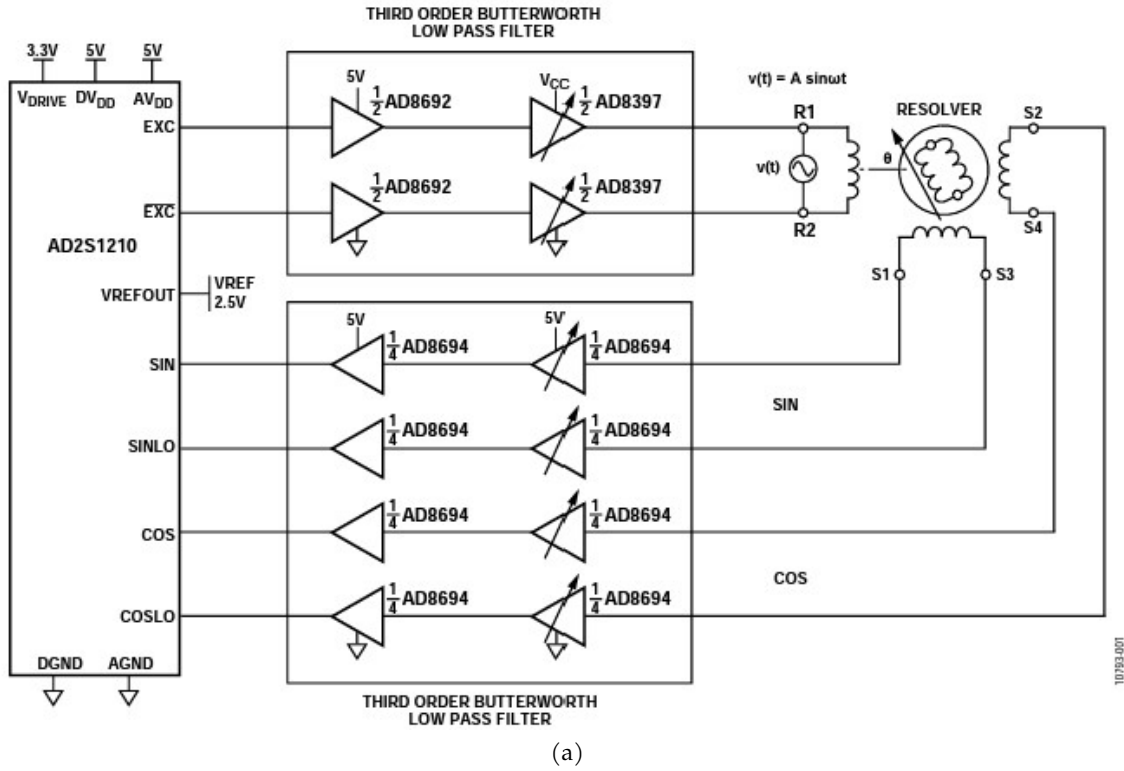 THIRD ORDER BUTTERWORTH
LOW PASS FILTER
3.3V 5V 5V
VDRIVE DVDD AVDD
EXC
EXC
AD2S1210
VREFOUT
VREF
2.5V
SIN
SINLO
COS
COSLO
DGND AGND
5V
1/2 AD8692
VCC
1/2 AD8397
1/2 AD8692
1/2 AD8397
v(t) = A sinωt
R1
v(t)
R2
θ
RESOLVER
S2
S4
S1
S3
5V
1/4 AD8694
5V
1/4 AD8694
1/4 AD8694
1/4 AD8694
1/4 AD8694
1/4 AD8694
1/4 AD8694
1/4 AD8694
SIN
COS
THIRD ORDER BUTTERWORTH
LOW PASS FILTER
10793-001
(a)